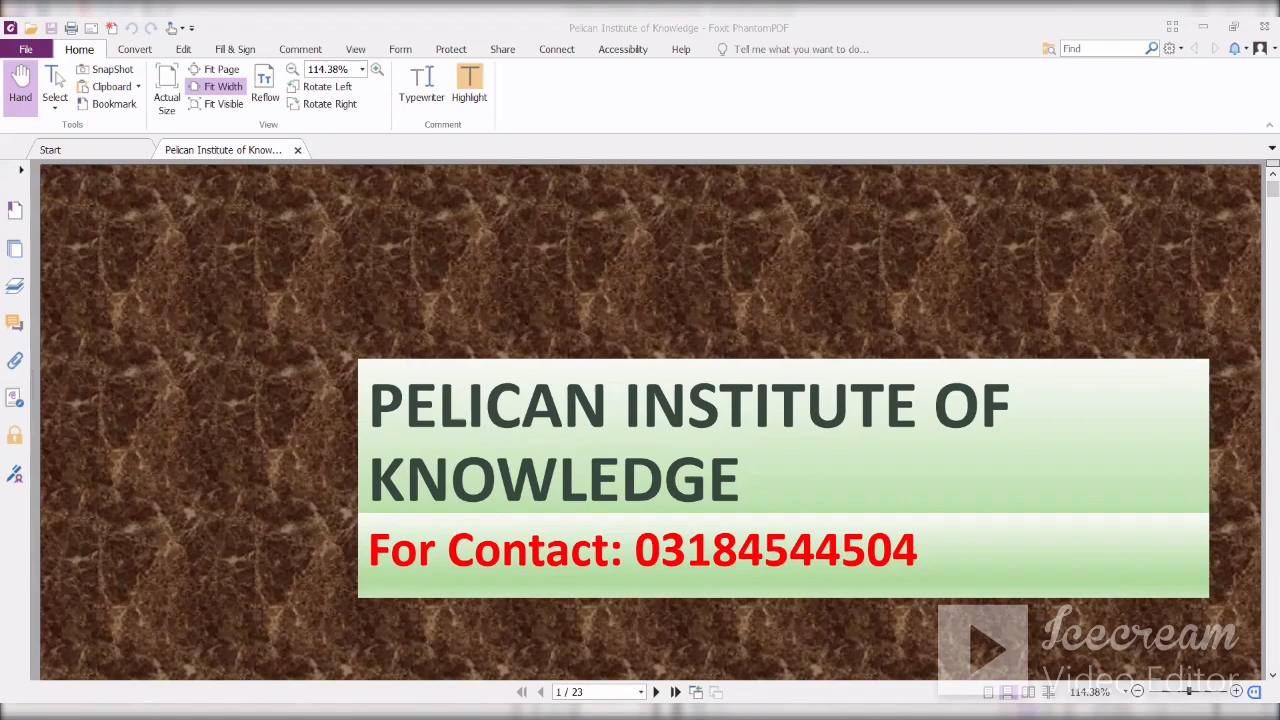 Pelican Institute of Knowledge - Foxit PhantomPDF
File Home Convert Edit Fill & Sign Comment View Form Protect Share Connect Accessibility Help Tell me what you want to do... Find
Hand
Select
SnapShot
Clipboard
Bookmark
Tools
Actual Size
Fit Page
Fit Width
Fit Visible
Reflow
114.38%
Rotate Left
Rotate Right
View
Typewriter
Highlight
Comment
Start
Pelican Institute of Know...
PELICAN INSTITUTE OF
KNOWLEDGE
For Contact: 03184544504
Icecream
Video Editor
1 / 23
114.38%